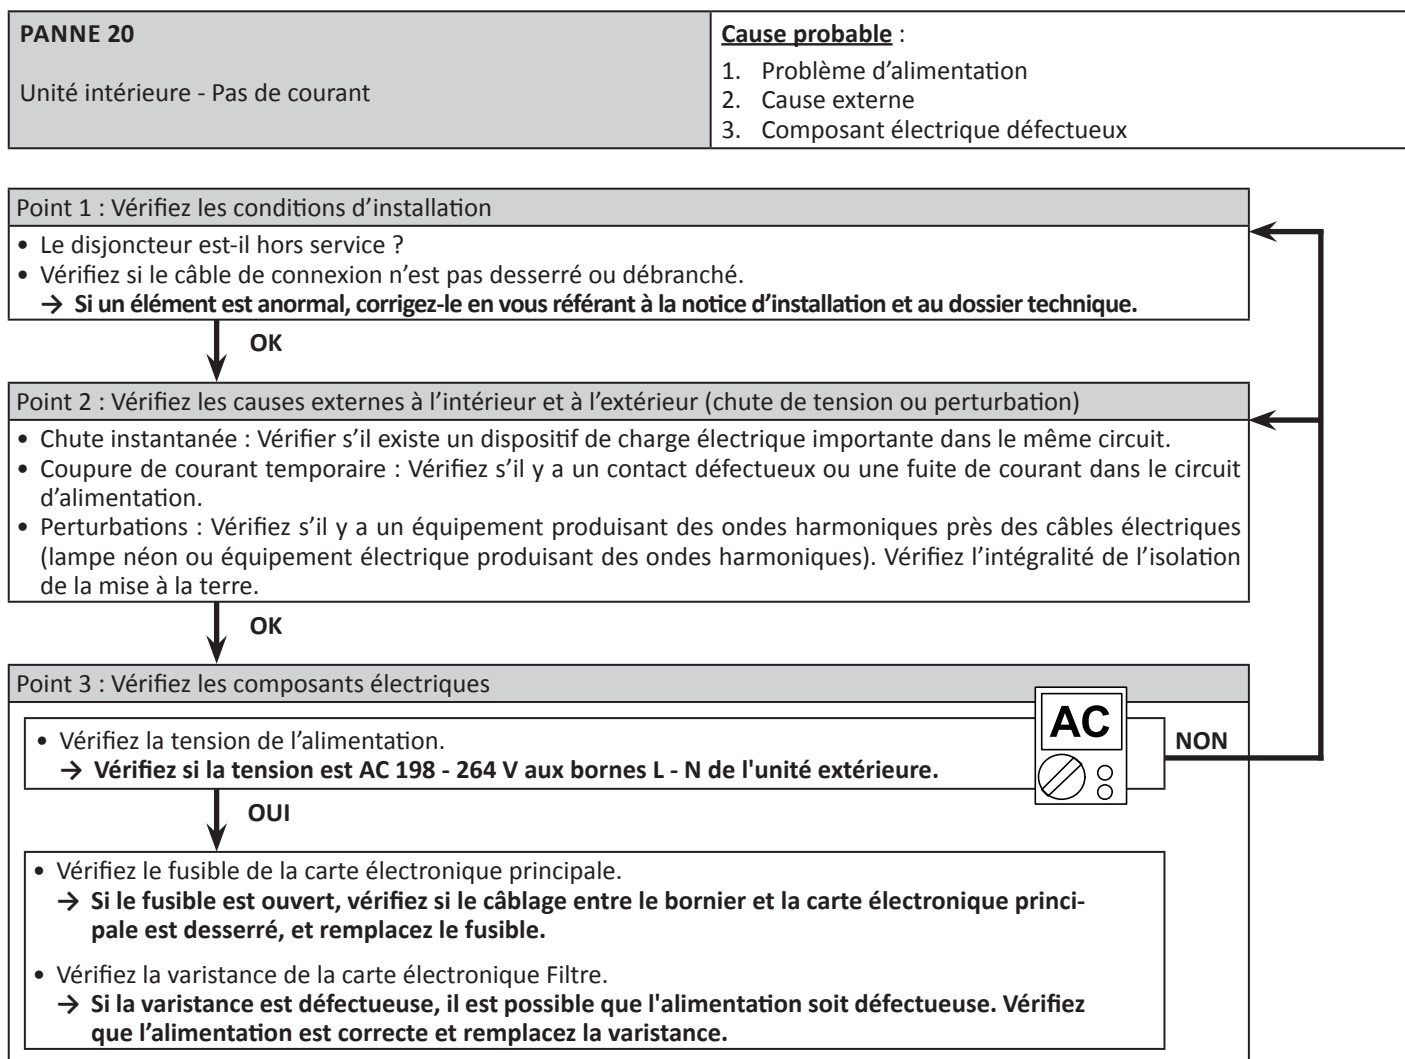 PANNE 20
Unité intérieure - Pas de courant
Cause probable :
1. Problème d'alimentation
2. Cause externe
3. Composant électrique défectueux
Point 1 : Vérifiez les conditions d'installation
• Le disjoncteur est-il hors service ?
• Vérifiez si le câble de connexion n'est pas desserré ou débranché.
→ Si un élément est anormal, corrigez-le en vous référant à la notice d'installation et au dossier technique.
OK
Point 2 : Vérifiez les causes externes à l'intérieur et à l'extérieur (chute de tension ou perturbation)
• Chute instantanée : Vérifier s'il existe un dispositif de charge électrique importante dans le même circuit.
• Coupure de courant temporaire : Vérifiez s'il y a un contact défectueux ou une fuite de courant dans le circuit
d'alimentation.
• Perturbations : Vérifiez s'il y a un équipement produisant des ondes harmoniques près des câbles électriques
(lampe néon ou équipement électrique produisant des ondes harmoniques). Vérifiez l'intégralité de l'isolation
de la mise à la terre.
OK
Point 3 : Vérifiez les composants électriques
• Vérifiez la tension de l'alimentation.
→ Vérifiez si la tension est AC 198 - 264 V aux bornes L - N de l'unité extérieure.
AC
NON
OUI
• Vérifiez le fusible de la carte électronique principale.
→ Si le fusible est ouvert, vérifiez si le câblage entre le bornier et la carte électronique princi-
pale est desserré, et remplacez le fusible.
• Vérifiez la varistance de la carte électronique Filtre.
→ Si la varistance est défectueuse, il est possible que l'alimentation soit défectueuse. Vérifiez
que l'alimentation est correcte et remplacez la varistance.